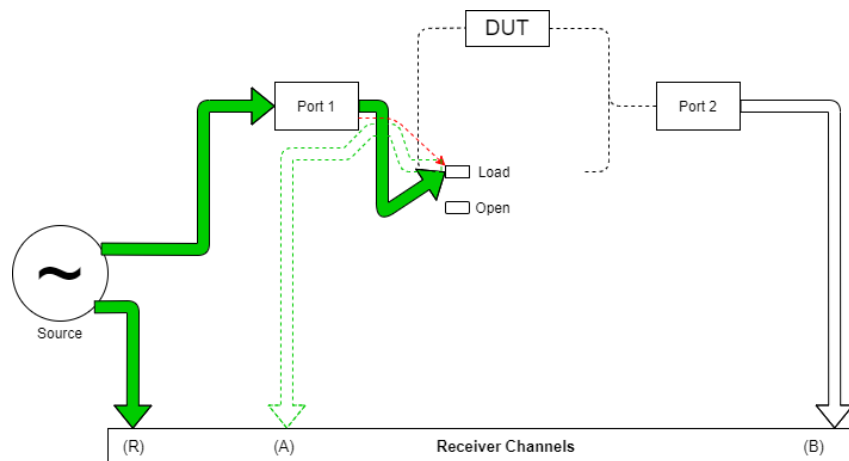 DUT
Port 1
Port 2
Load
Open
~
Source
(R)
(A)
Receiver Channels
(B)